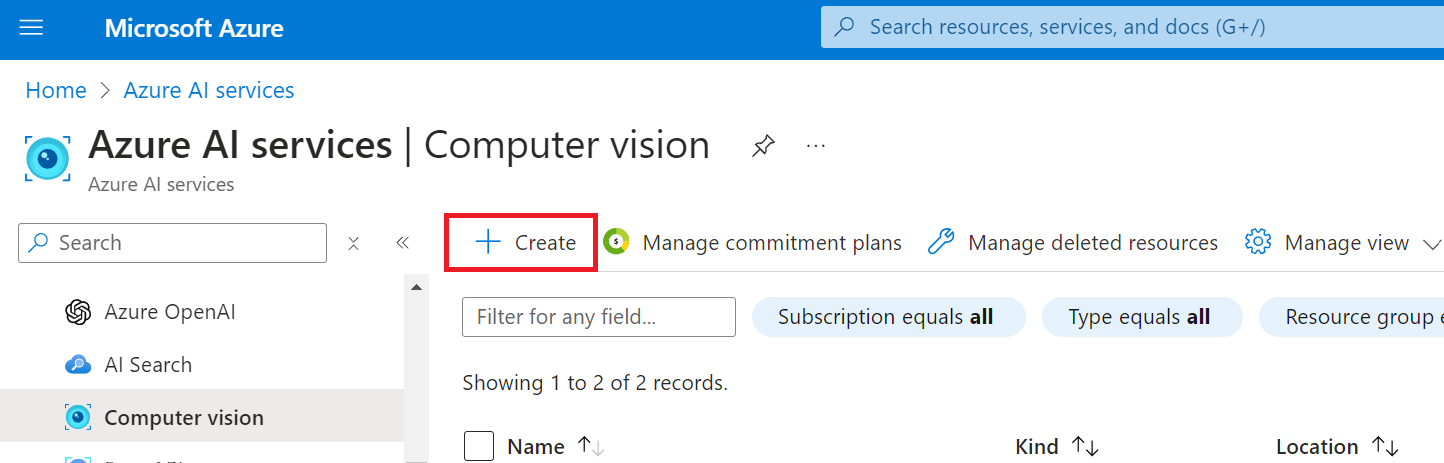 Microsoft Azure
Search resources, services, and docs (G+/)
Home > Azure AI services
Azure AI services | Computer vision
Azure AI services
Search
Create
Manage commitment plans
Manage deleted resources
Manage view
Azure OpenAI
AI Search
Computer vision
Filter for any field...
Subscription equals all
Type equals all
Resource group
Showing 1 to 2 of 2 records.
Name
Kind
Location